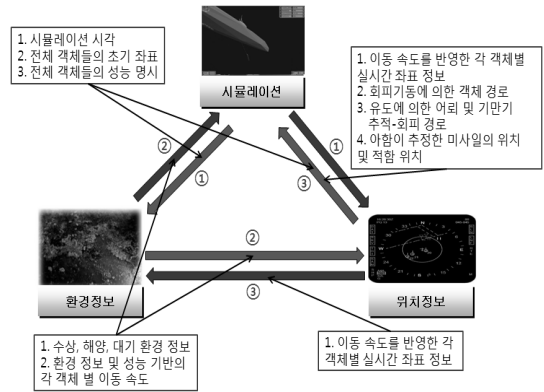 1. 시뮬레이션 시각
2. 전체 객체들의 초기 좌표
3. 전체 객체들의 성능 명시
시뮬레이션
1. 이동 속도를 반영한 각 객체별
실시간 좌표 정보
2. 회피기동에 의한 객체 경로
3. 유도에 의한 어뢰 및 기만기
추적-회피 경로
4. 아함이 추정한 미사일의 위치
및 적함 위치
②
①
①
③
②
③
환경정보
위치정보
1. 수상, 해양, 대기 환경 정보
2. 환경 정보 및 성능 기반의
각 객체 별 이동 속도
1. 이동 속도를 반영한 각
객체별 실시간 좌표 정보